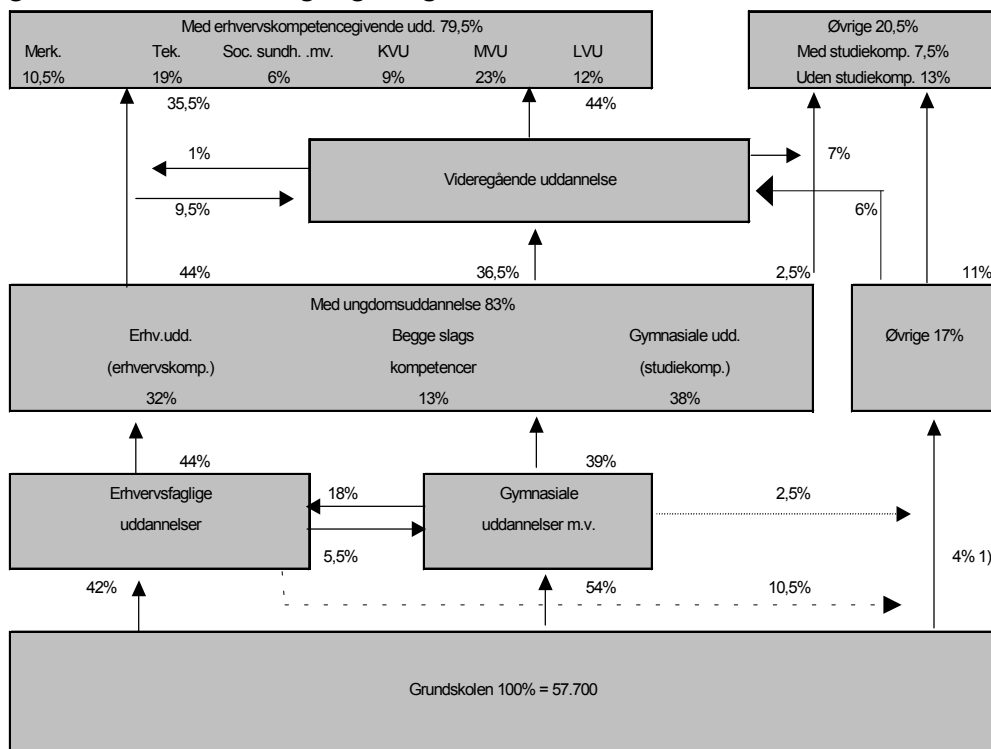 Med erhvervskompetencegivende udd. 79,5%
Merk. Tek. Soc. sundh. .mv. KVU MVU LVU
10,5% 19% 6% 9% 23% 12%
Øvrige 20,5%
Med studiekomp. 7,5%
Uden studiekomp. 13%
35,5% 44%
1% 7%
Videregående uddannelse
9,5% 6%
44% 36,5% 2,5% 11%
Med ungdomsuddannelse 83%
Erhv.udd. Begge slags Gymnasiale udd.
(erhvervskomp.) kompetencer (studiekomp.)
32% 13% 38%
Øvrige 17%
44% 39%
Erhvervsfaglige
uddannelser
18%
5,5%
Gymnasiale
uddannelser m.v.
2,5%
4% 1)
42% 54% 10,5%
Grundskolen 100% = 57.700